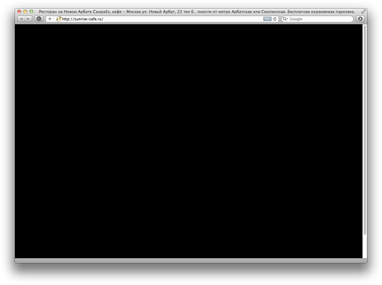 Ресторан на Новом Арбате Санрайз, кафе – Москва ул. Новый Арбат, 22 тел 6... пешком от метро Арбатская или Смоленская. Бесплатная охраняемая парковка.
http://sunrise-cafe.ru/
Google